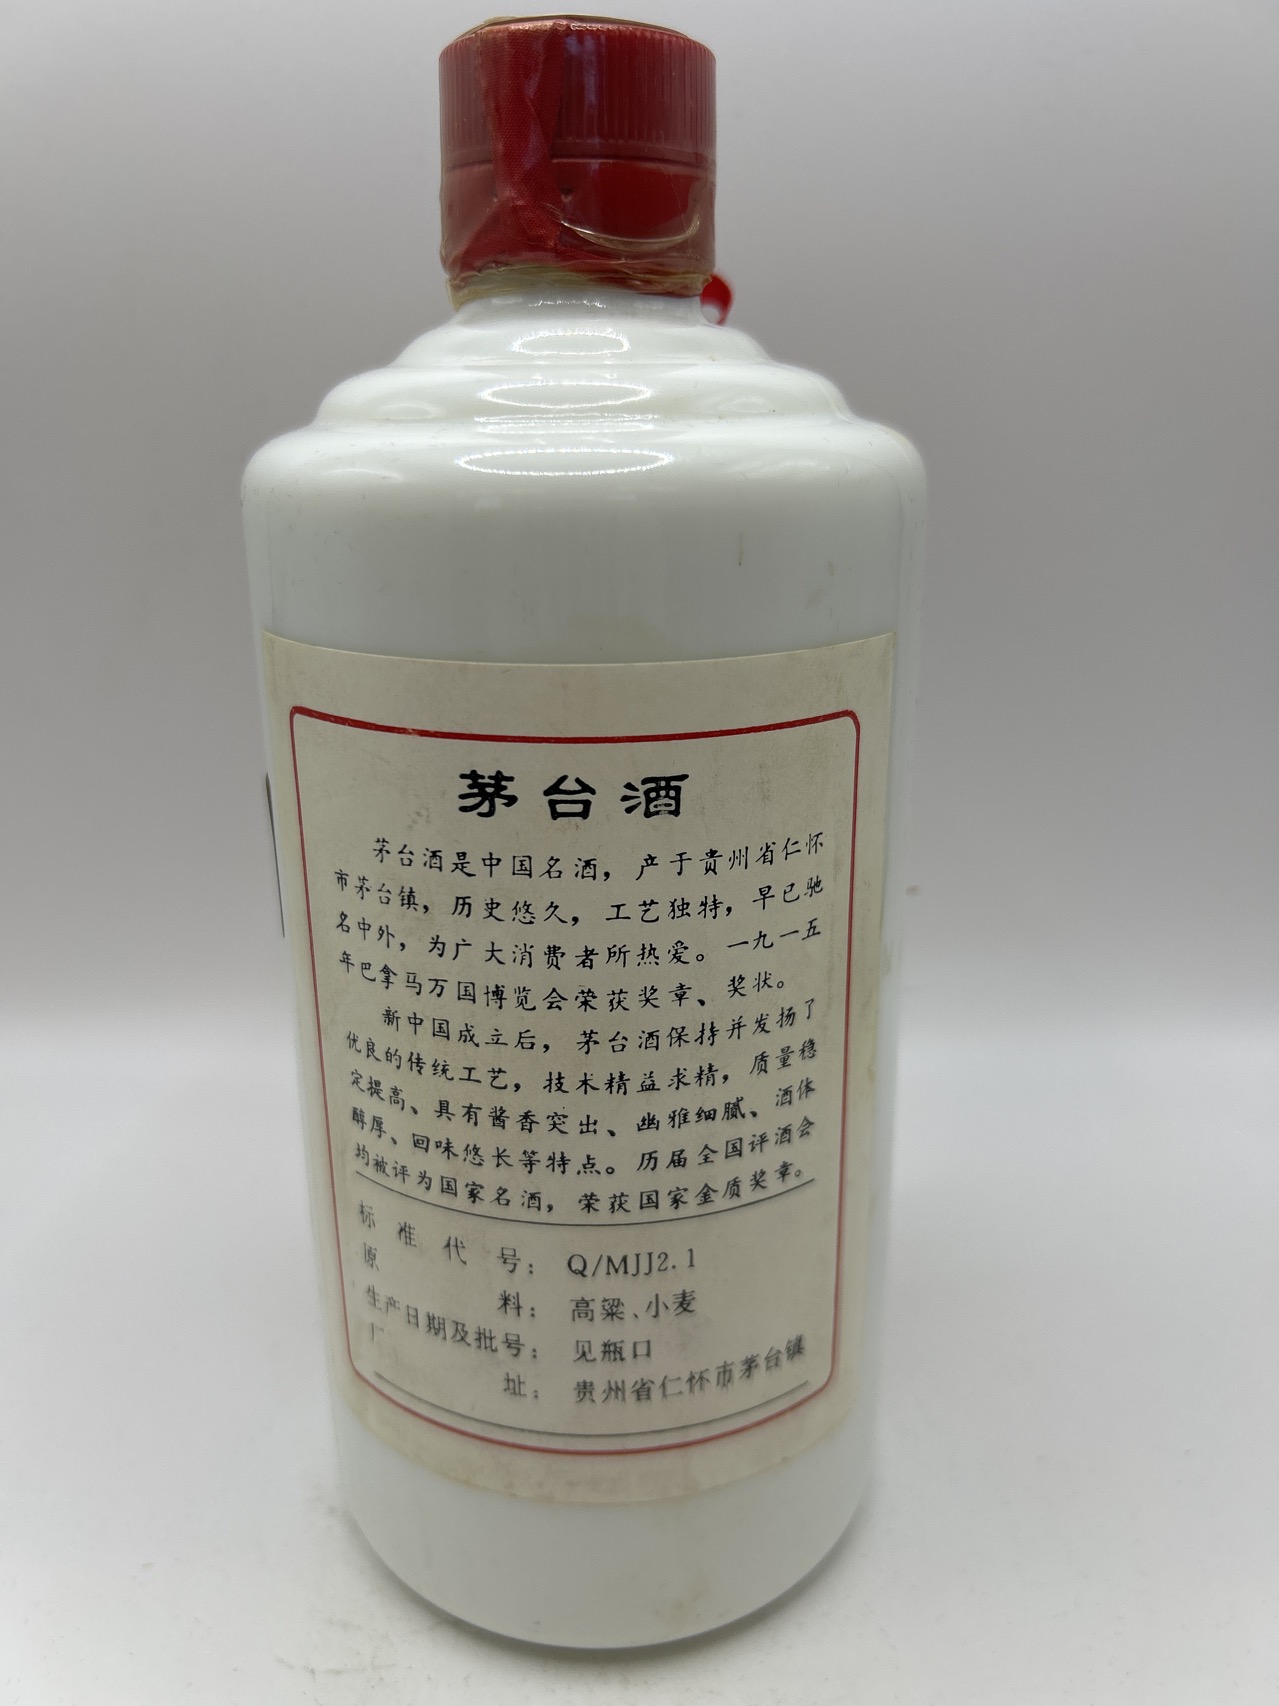 茅台酒
茅台酒是中国名酒，产于贵州省仁怀
市茅台镇，历史悠久，工艺独特，早已驰
名中外，为广大消费者所热爱。一九一五
年巴拿马万国博览会荣获奖章、奖状。
新中国成立后，茅台酒保持并发扬了
优良的传统工艺，技术精益求精，质量稳
定提高、具有酱香突出、幽雅细腻、酒体
醇厚、回味悠长等特点。历届全国评酒会
均被评为国家名酒，荣获国家金质奖章。
标准代号：Q/MJJ2.1
原料：高粱、小麦
生产日期及批号：见瓶口
厂址：贵州省仁怀市茅台镇